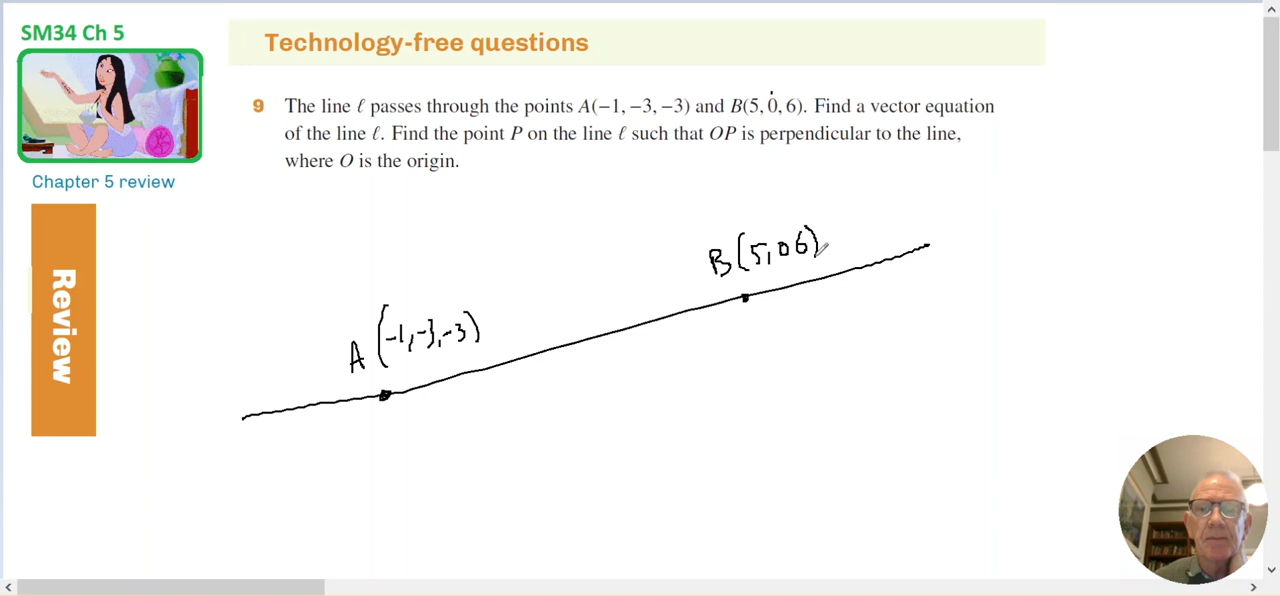 SM34 Ch 5
Technology-free questions
9 The line ℓ passes through the points A(−1, −3, −3) and B(5, 0, 6). Find a vector equation
of the line ℓ. Find the point P on the line ℓ such that OP is perpendicular to the line,
where O is the origin.
Chapter 5 review
Review
B(5,06)
A(-1,-3,-3)